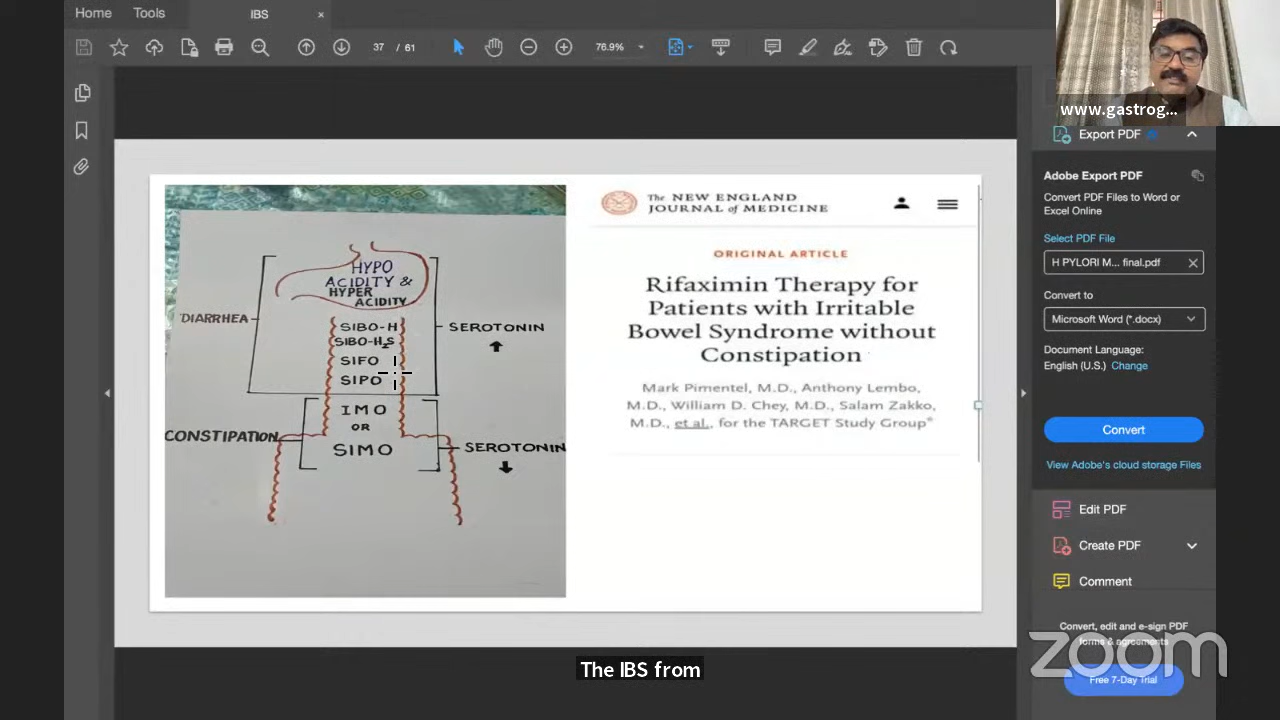 Home
Tools
IBS
37 / 61
76.9%
www.gastrog...
HYPO
ACIDITY &
HYPER
ACIDITY
DIARRHEA
SIBO-H
SIBO-H₂S
SIFO
SIPO
SEROTONIN
IMO
OR
SIMO
CONSTIPATION
SEROTONIN
The NEW ENGLAND
JOURNAL of MEDICINE
ORIGINAL ARTICLE
Rifaximin Therapy for
Patients with Irritable
Bowel Syndrome without
Constipation
Mark Pimentel, M.D., Anthony Lembo,
M.D., William D. Chey, M.D., Salam Zakko,
M.D., et al., for the TARGET Study Group*
Export PDF
Adobe Export PDF
Convert PDF Files to Word or
Excel Online
Select PDF File
H PYLORI M... final.pdf
Convert to
Microsoft Word (*.docx)
Document Language:
English (U.S.) Change
Convert
View Adobe's cloud storage Files
Edit PDF
Create PDF
Comment
Convert, edit and e-sign PDF
forms & agreements
Free 7-Day Trial
zoom
The IBS from